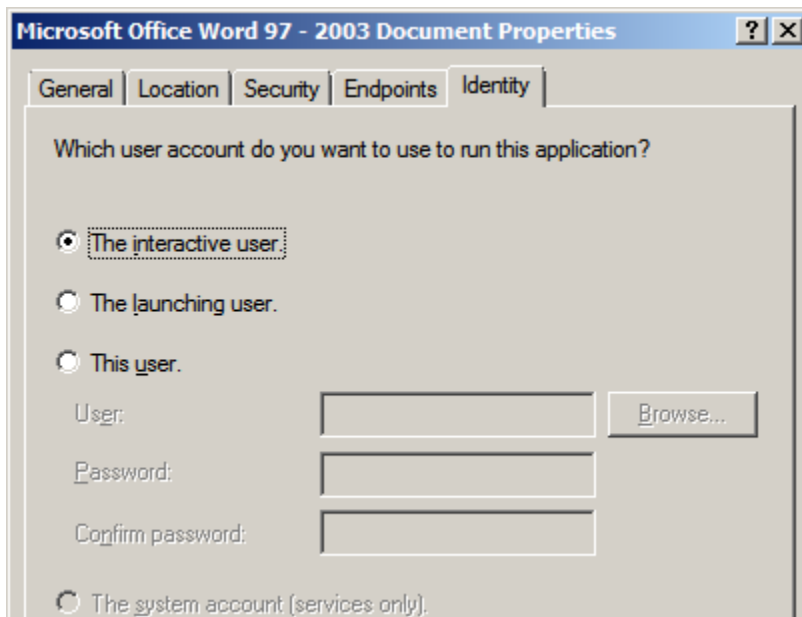 Microsoft Office Word 97 - 2003 Document Properties
General Location Security Endpoints Identity
Which user account do you want to use to run this application?
The interactive user.
The launching user.
This user.
User: Browse...
Password:
Confirm password:
The system account (services only).